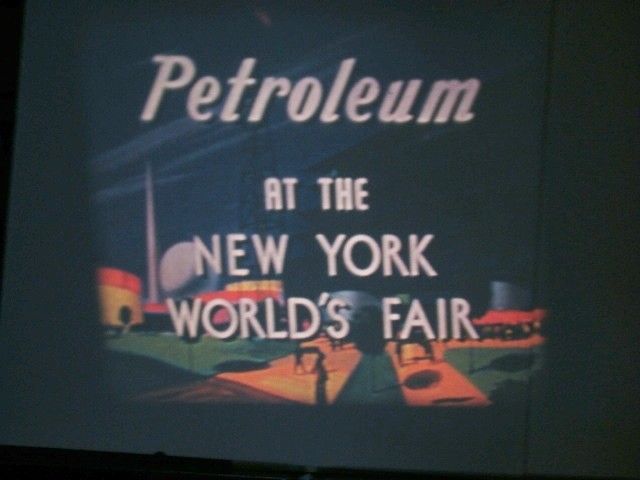 Petroleum
AT THE
NEW YORK
WORLD'S FAIR